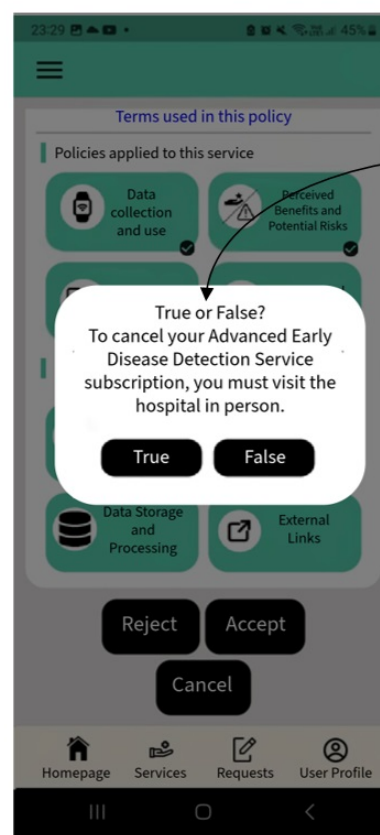 23:29
45%
Terms used in this policy
Policies applied to this service
Data
collection
and use
Perceived
Benefits and
Potential Risks
True or False?
To cancel your Advanced Early
Disease Detection Service
subscription, you must visit the
hospital in person.
True
False
Data Storage
and
Processing
External
Links
Reject
Accept
Cancel
Homepage
Services
Requests
User Profile